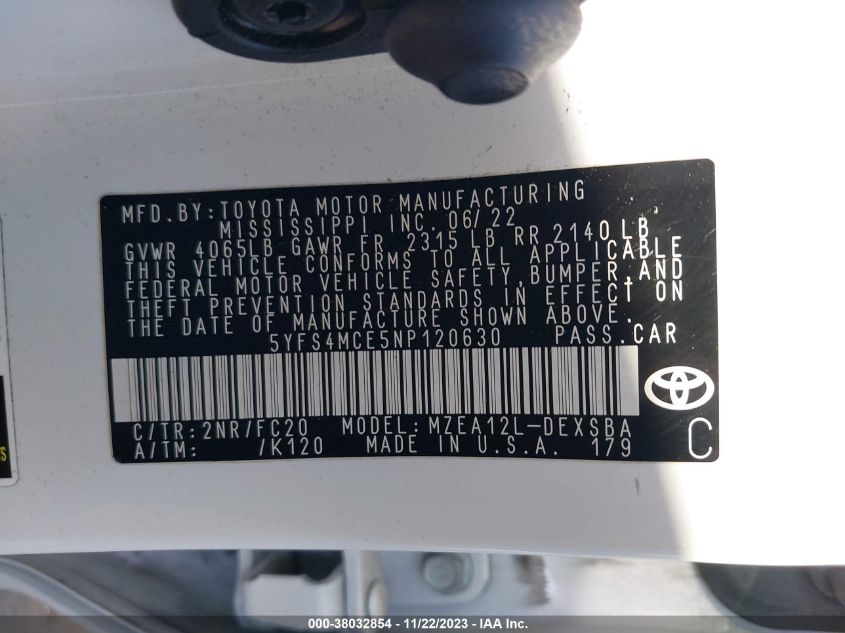 MFD.BY:TOYOTA MOTOR MANUFACTURING
MISSISSIPPI INC. 06/22
GVWR 4065LB GAWR FR 2315 LB RR 2140LB
THIS VEHICLE CONFORMS TO ALL APPLICABLE
FEDERAL MOTOR VEHICLE SAFETY,BUMPER,AND
THEFT PREVENTION STANDARDS IN EFFECT ON
THE DATE OF MANUFACTURE SHOWN ABOVE.
5YFS4MCE5NP120630 PASS.CAR
C/TR:2NR/FC20 MODEL:MZEA12L-DEXSBA
A/TM: /K120 MADE IN U.S.A. 179
C
000-38032854 - 11/22/2023 - IAA Inc.